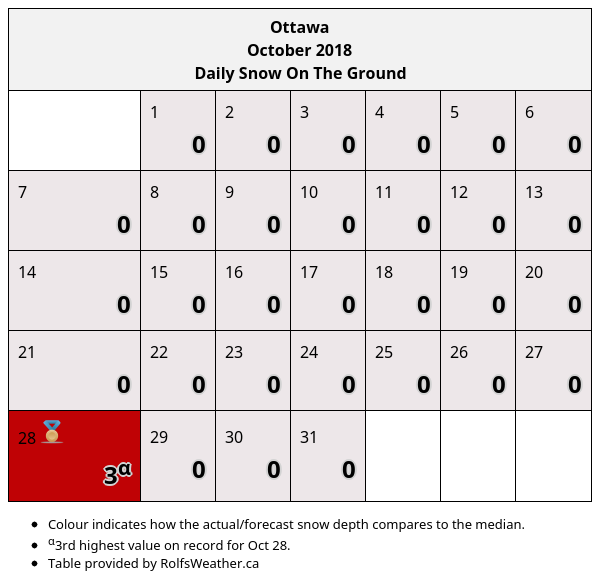 Ottawa
October 2018
Daily Snow On The Ground
1 2 3 4 5 6
0 0 0 0 0 0
7 8 9 10 11 12 13
0 0 0 0 0 0 0
14 15 16 17 18 19 20
0 0 0 0 0 0 0
21 22 23 24 25 26 27
0 0 0 0 0 0 0
28 29 30 31
3α 0 0 0
• Colour indicates how the actual/forecast snow depth compares to the median.
• α3rd highest value on record for Oct 28.
• Table provided by RolfsWeather.ca